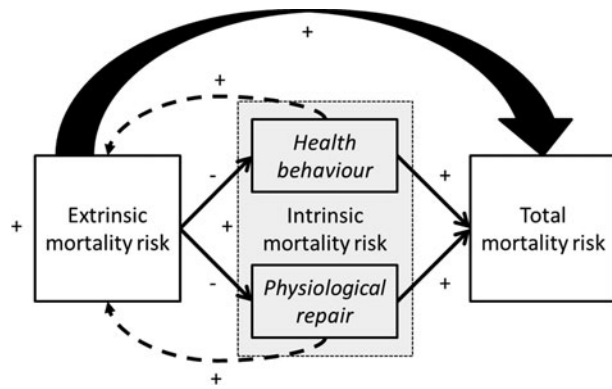 +
+
Health
behaviour
-
+
+
Extrinsic
mortality risk
+
Intrinsic
mortality risk
Total
mortality risk
-
+
Physiological
repair
+